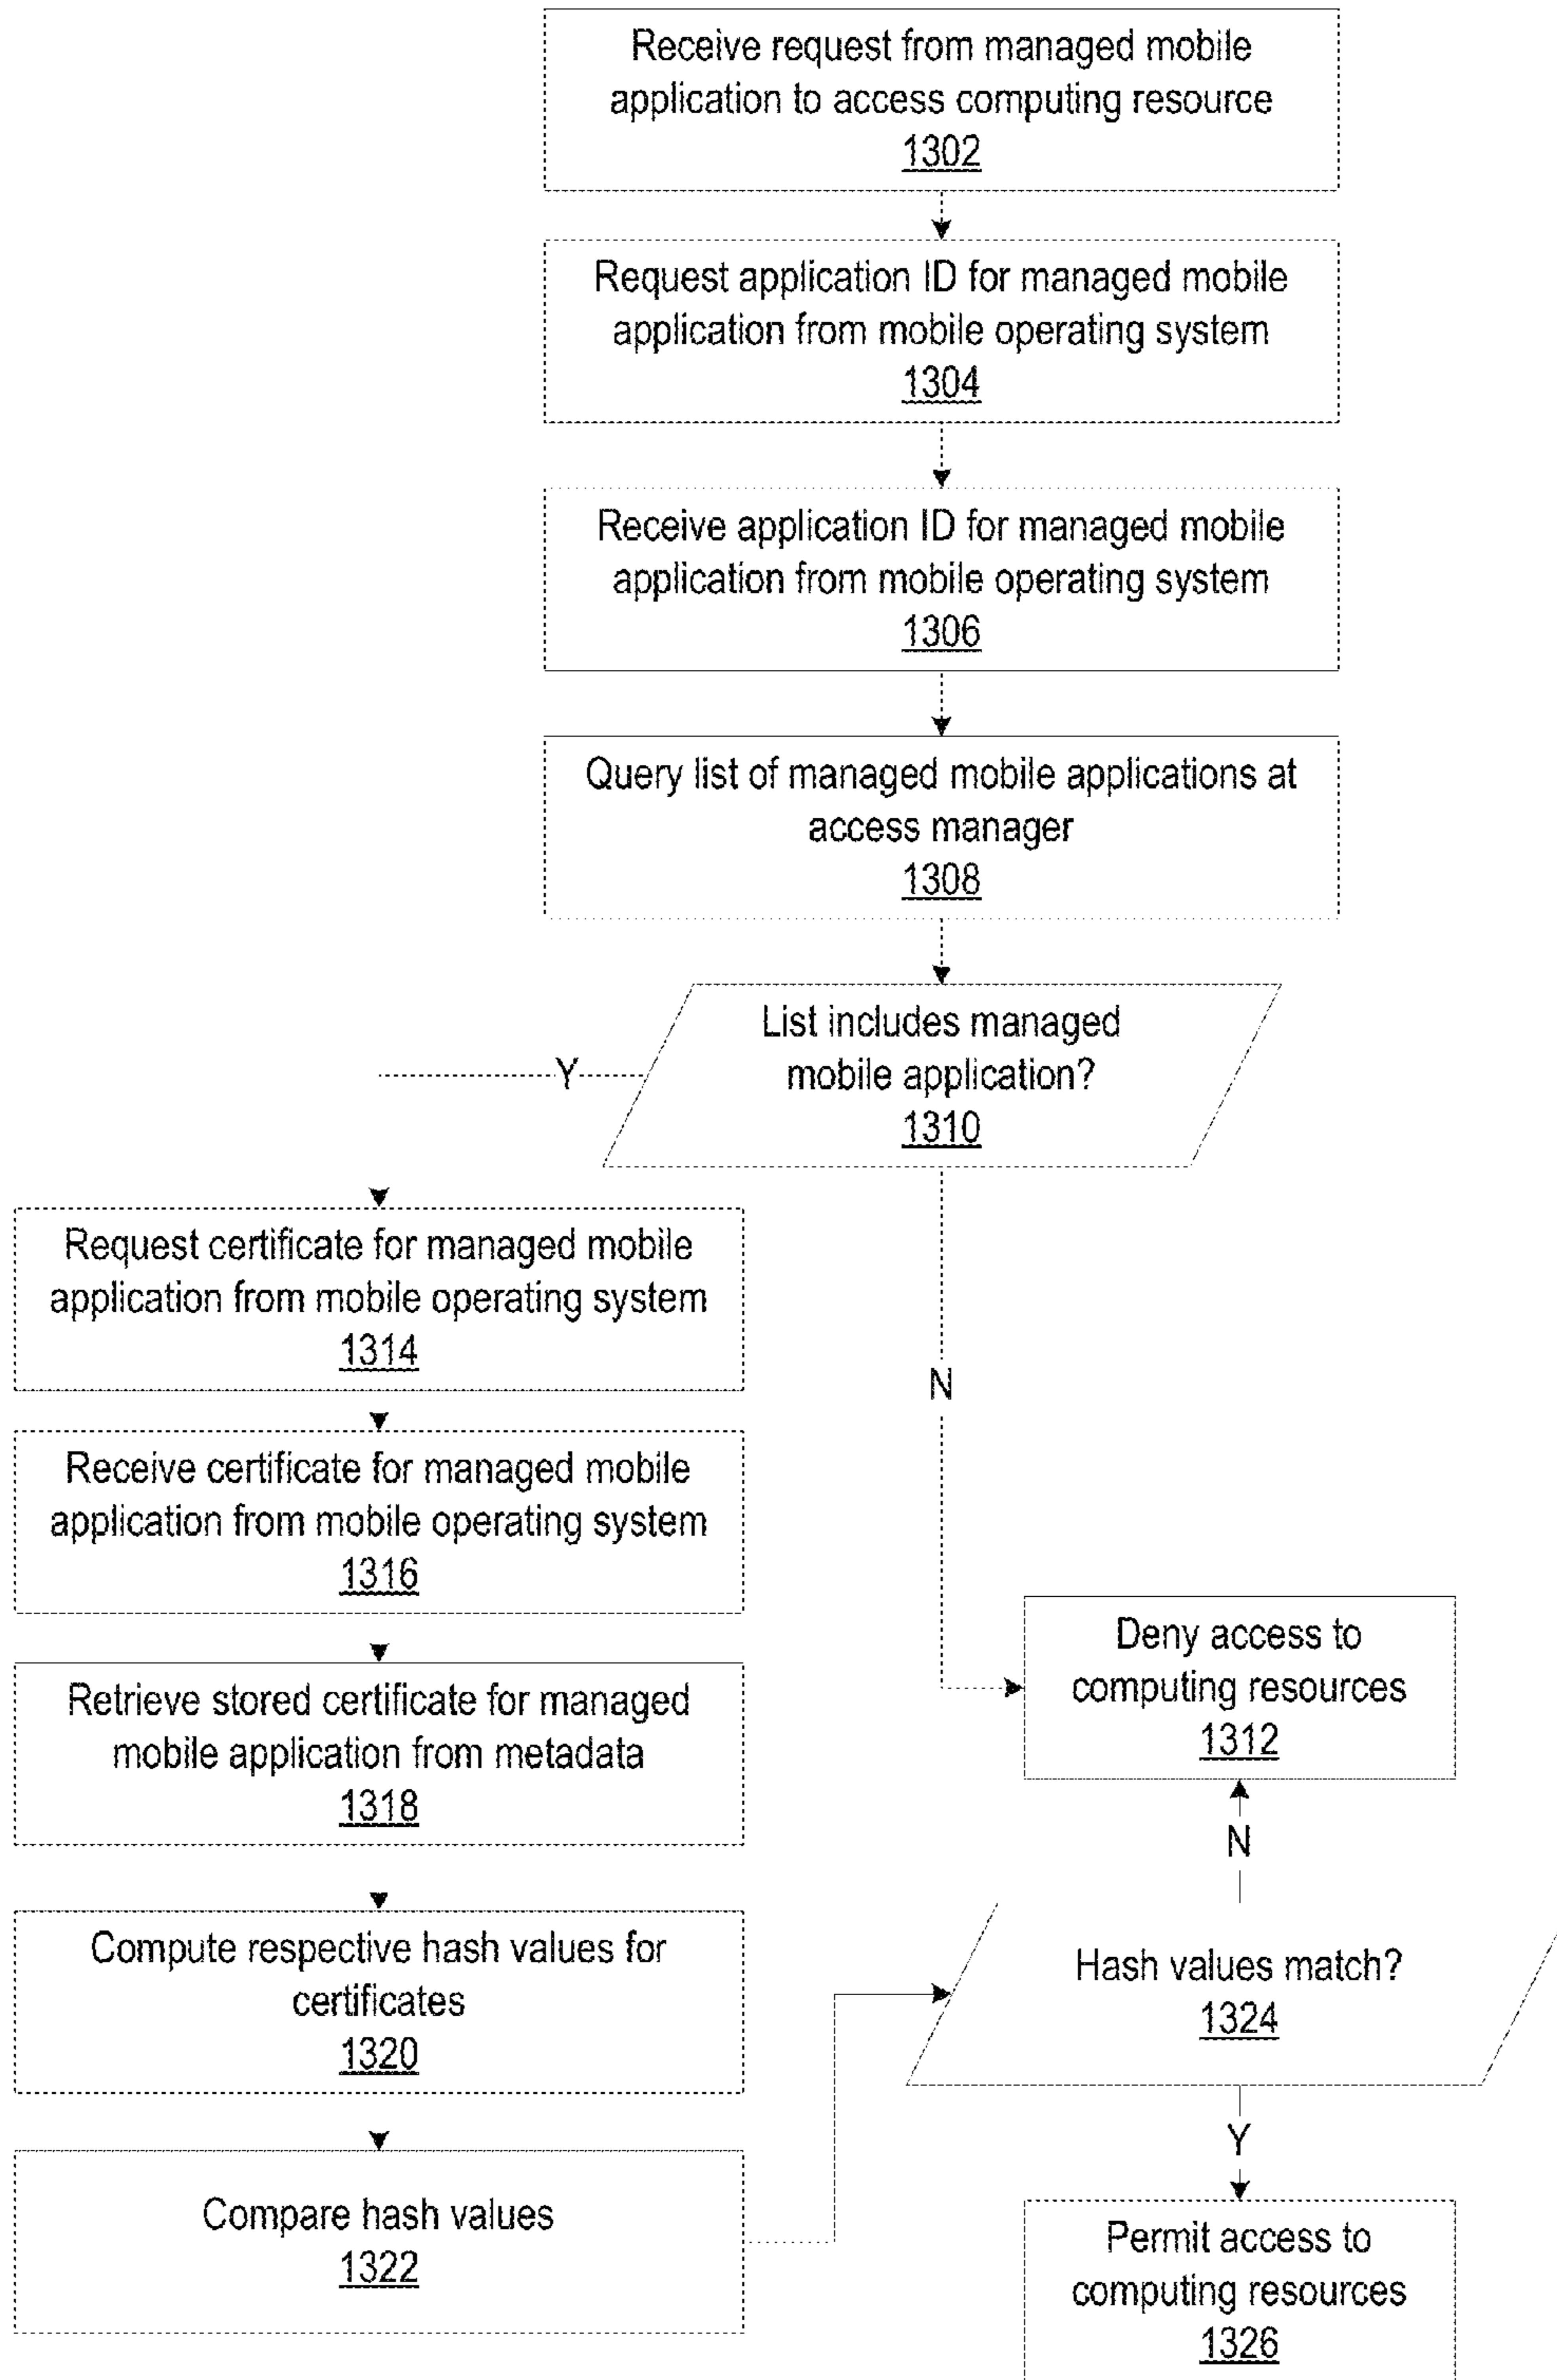 Receive request from managed mobile
application to access computing resource
1302
Request application ID for managed mobile
application from mobile operating system
1304
Receive application ID for managed mobile
application from mobile operating system
1306
Query list of managed mobile applications at
access manager
1308
List includes managed
mobile application?
1310
Y
N
Request certificate for managed mobile
application from mobile operating system
1314
Receive certificate for managed mobile
application from mobile operating system
1316
Retrieve stored certificate for managed
mobile application from metadata
1318
Compute respective hash values for
certificates
1320
Compare hash values
1322
Deny access to
computing resources
1312
N
Hash values match?
1324
Y
Permit access to
computing resources
1326